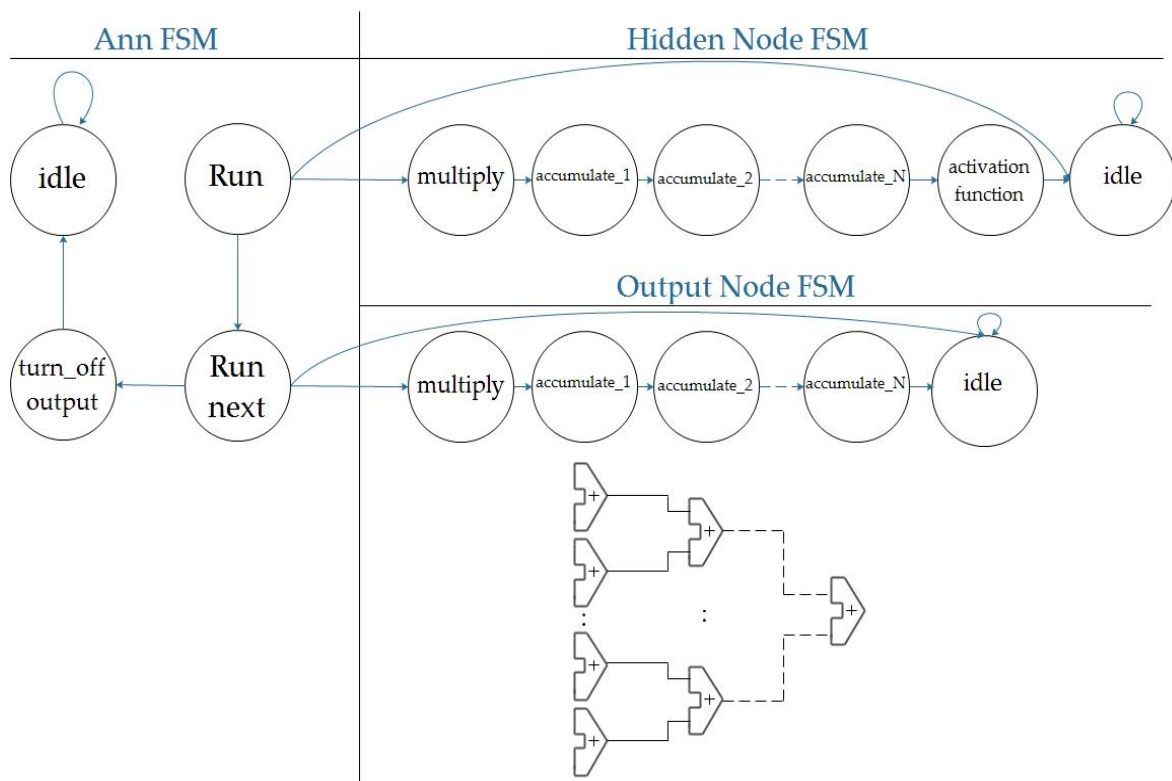 Ann FSM
Hidden Node FSM
idle
Run
multiply
accumulate_1
accumulate_2
accumulate_N
activation
function
idle
Output Node FSM
turn_off
output
Run
next
multiply
accumulate_1
accumulate_2
accumulate_N
idle
+
+
+
+
+
+
+